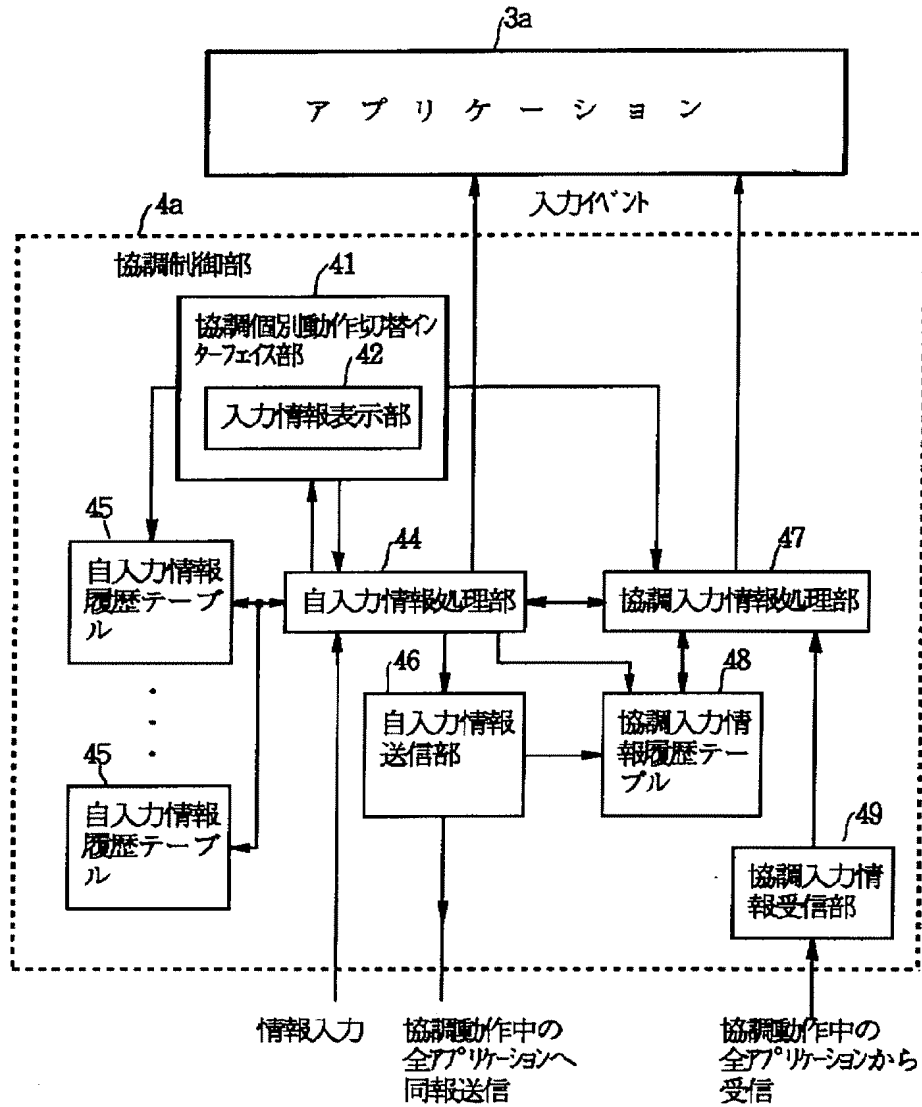 3a
アプリケーション
入力イベント
4a
協調制御部
41
協調個別動作切替イン
ターフェイス部
42
入力情報表示部
45
自入力情報
履歴テーブ
ル
44
自入力情報処理部
47
協調入力情報処理部
46
自入力情報
送信部
48
協調入力情
報履歴テー
ブル
45
自入力情報
履歴テーブ
ル
49
協調入力情
報受信部
情報入力
協調動作中の
全アプリケーションへ
同報送信
協調動作中の
全アプリケーションから
受信